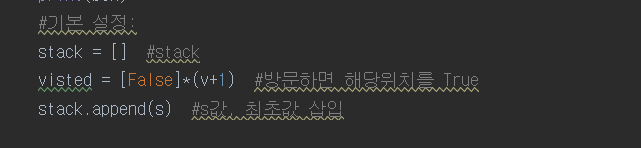 #기본 설정:
stack = []  #stack
visted = [False]*(v+1)  #방문하면 해당위치를 True
stack.append(s)  #s값, 최초값 삽입